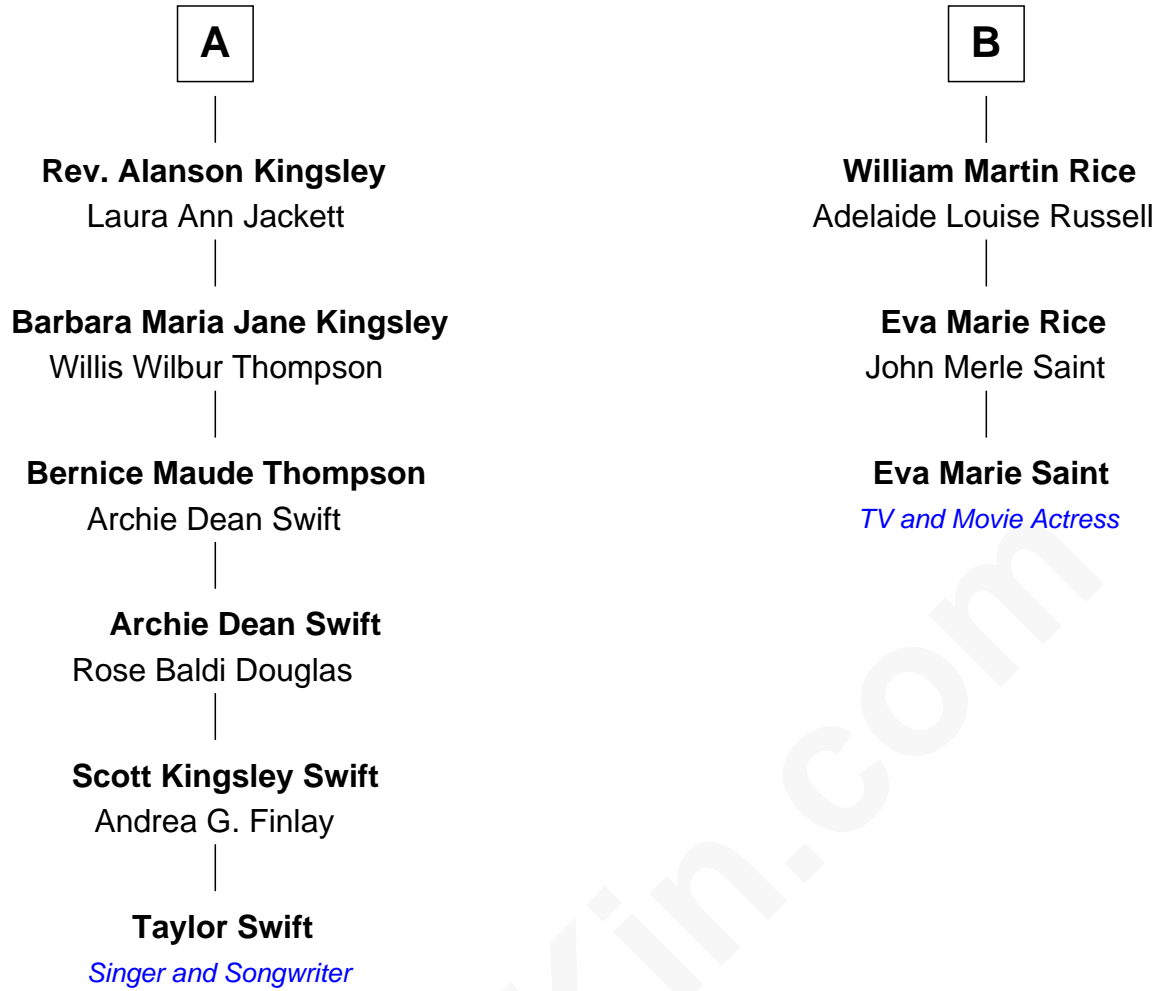 A
Rev. Alanson Kingsley
Laura Ann Jackett
Barbara Maria Jane Kingsley
Willis Wilbur Thompson
Bernice Maude Thompson
Archie Dean Swift
Archie Dean Swift
Rose Baldi Douglas
Scott Kingsley Swift
Andrea G. Finlay
Taylor Swift
Singer and Songwriter
B
William Martin Rice
Adelaide Louise Russell
Eva Marie Rice
John Merle Saint
Eva Marie Saint
TV and Movie Actress
Kin.com